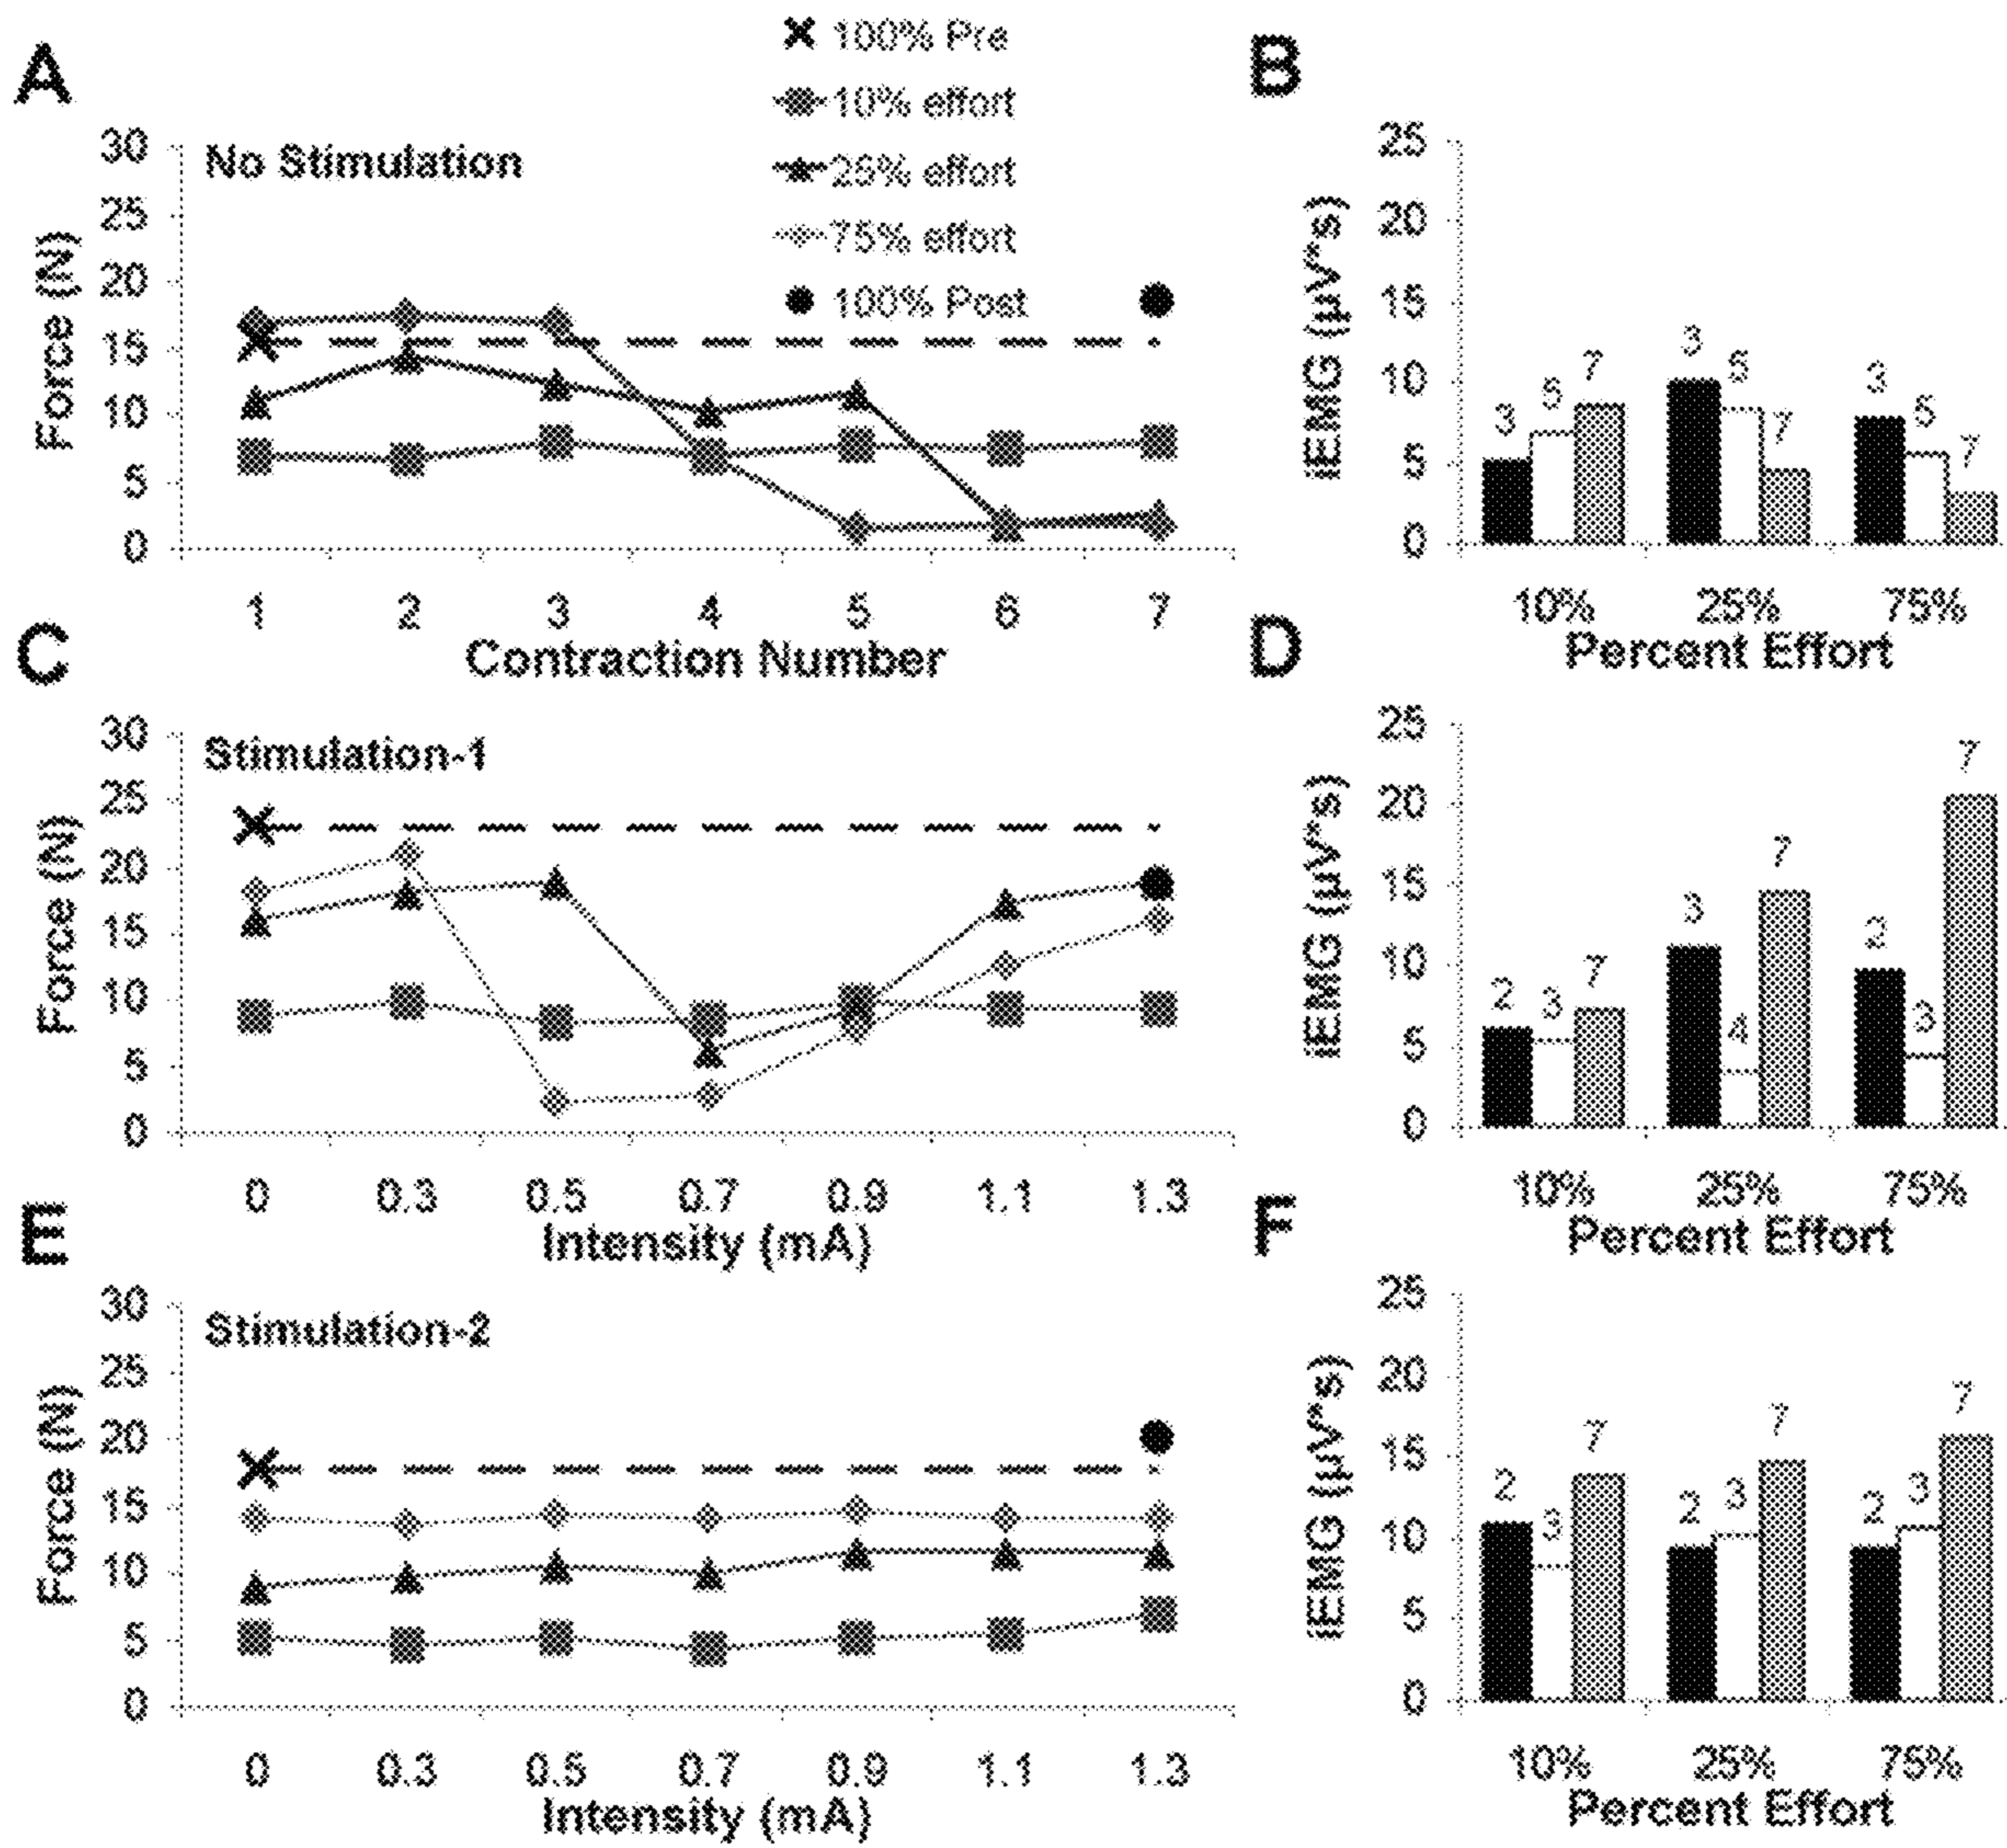 A
× 100% Pre
10% effort
25% effort
75% effort
100% Post
No Stimulation
30
25
20
15
10
5
0
Force (N)
1 2 3 4 5 6 7
Contraction Number
B
25
20
15
10
5
0
iEMG (µV*s)
3 5 7 3 5 7 3 5 7
10% 25% 75%
Percent Effort
C
Stimulation-1
30
25
20
15
10
5
0
Force (N)
0 0.3 0.5 0.7 0.9 1.1 1.3
Intensity (mA)
D
25
20
15
10
5
0
iEMG (µV*s)
2 3 7 3 4 7 2 3 7
10% 25% 75%
Percent Effort
E
Stimulation-2
30
25
20
15
10
5
0
Force (N)
0 0.3 0.5 0.7 0.9 1.1 1.3
Intensity (mA)
F
25
20
15
10
5
0
iEMG (µV*s)
2 3 7 2 3 7 2 3 7
10% 25% 75%
Percent Effort